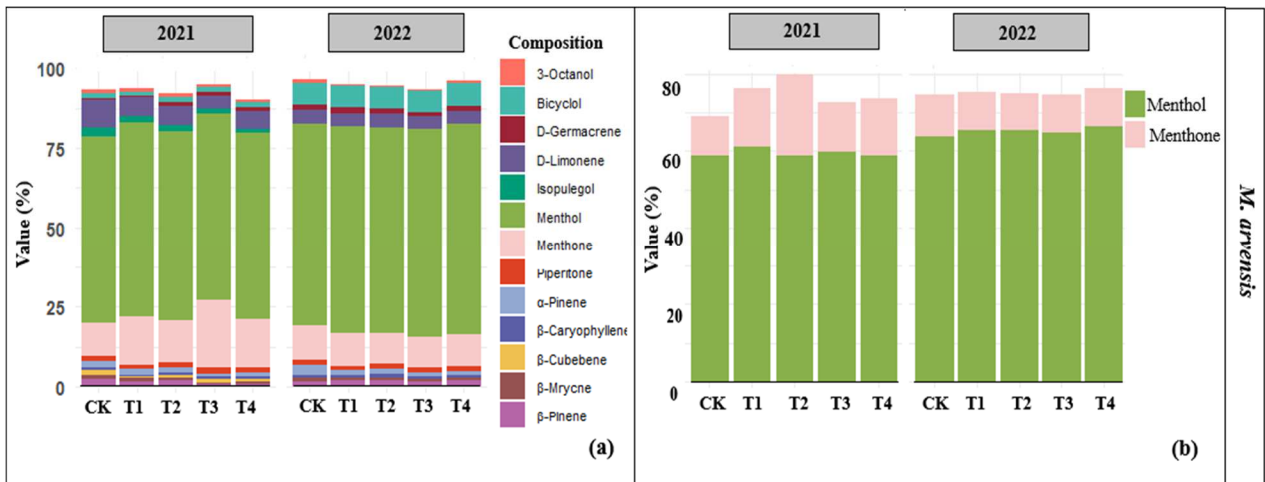 2021
2022
Composition
3-Octanol
Bicyclol
D-Germacrene
D-Limonene
Isopulegol
Menthol
Menthone
Piperitone
α-Pinene
β-Caryophyllene
β-Cubebene
β-Mrycne
β-Pinene
Value (%)
100
75
50
25
0
CK T1 T2 T3 T4
CK T1 T2 T3 T4
(a)
2021
2022
Menthol
Menthone
Value (%)
80
60
40
20
0
CK T1 T2 T3 T4
CK T1 T2 T3 T4
(b)
M. arvensis